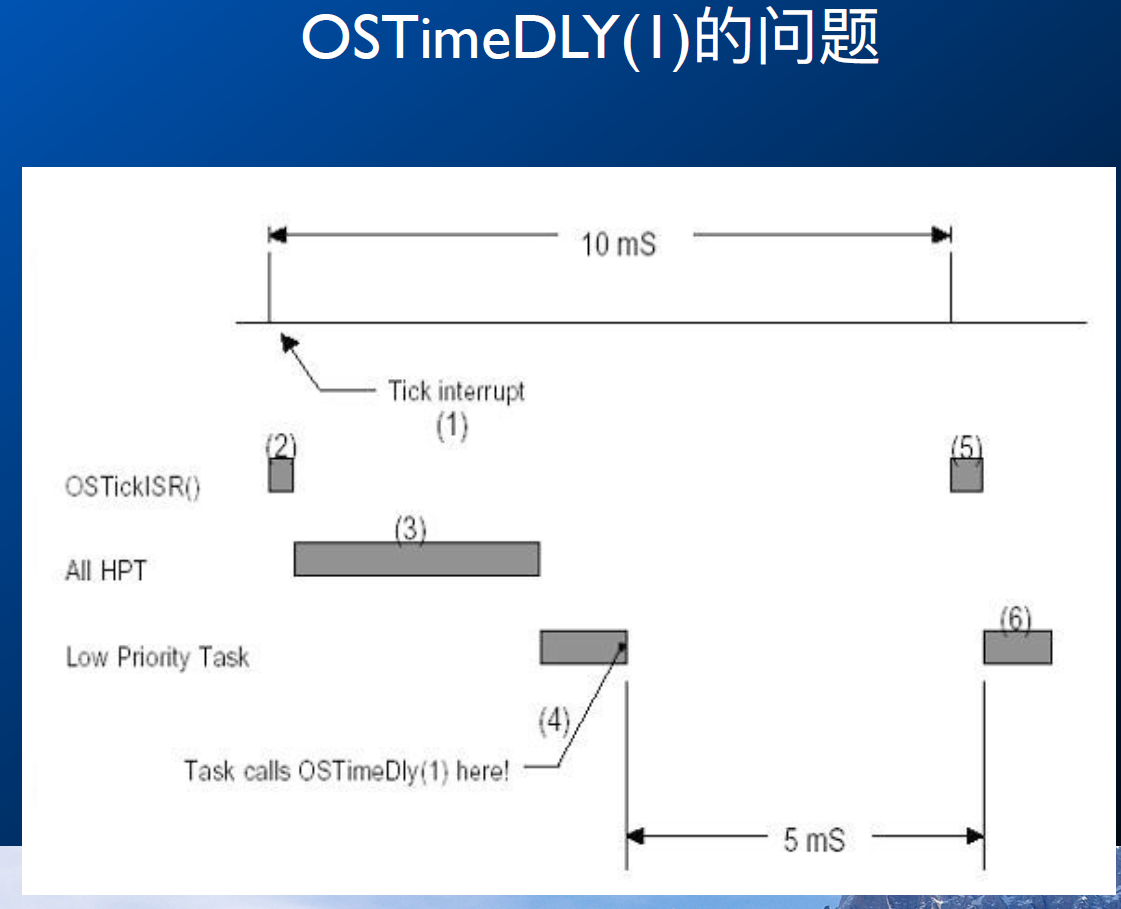 OSTimeDLY(1)的问题
10 mS
Tick interrupt
(1)
(2)
(5)
OSTickISR()
(3)
All HPT
(6)
Low Priority Task
(4)
Task calls OSTimeDly(1) here!
5 mS